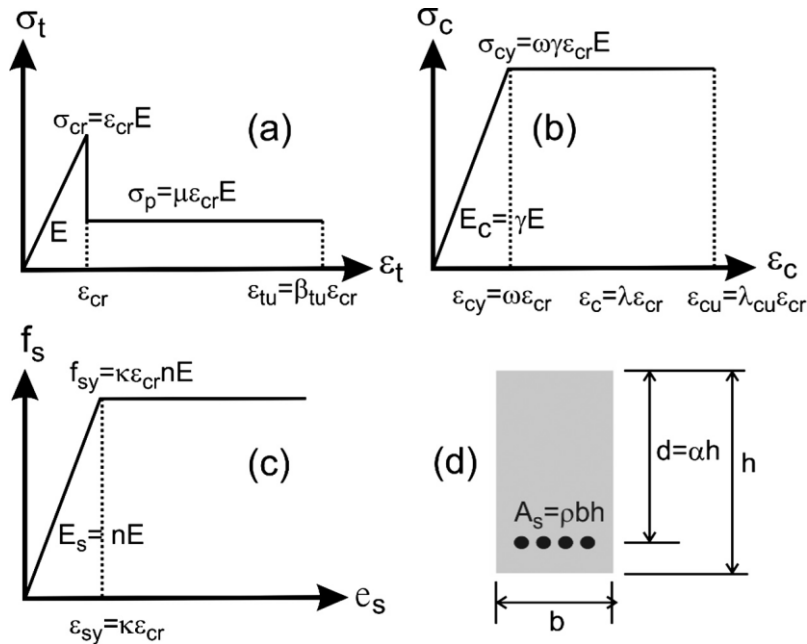 σt
σcr=εcrE
(a)
σp=μεcrE
E
εt
εcr
εtu=βtuεcr
σc
σcy=ωγεcrE
(b)
Ec= γE
εc
εcy=ωεcr
εc=λεcr
εcu=λcuεcr
fs
fsy=κεcrnE
(c)
Es= nE
es
εsy=κεcr
(d)
d=αh
h
As=ρbh
b